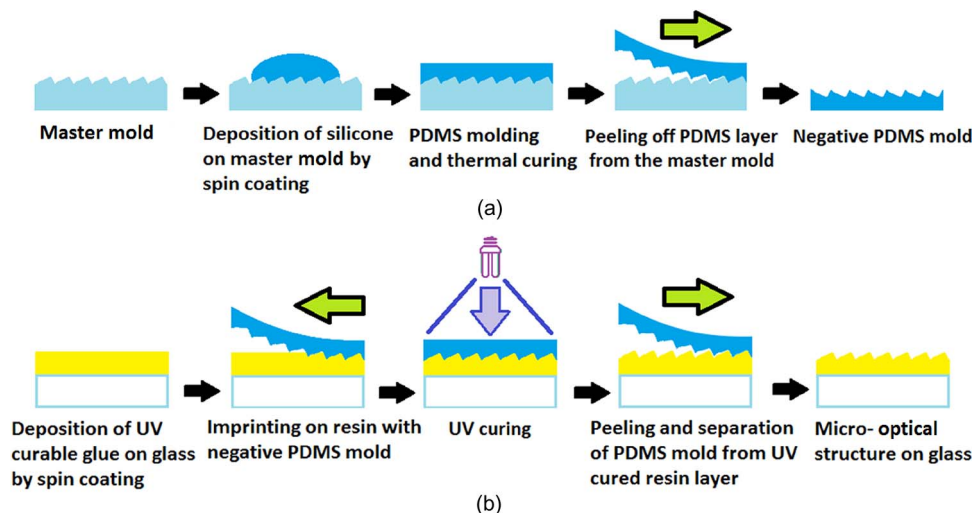 Master mold
Deposition of silicone
on master mold by
spin coating
PDMS molding
and thermal curing
Peeling off PDMS layer
from the master mold
Negative PDMS mold
(a)
Deposition of UV
curable glue on glass
by spin coating
Imprinting on resin with
negative PDMS mold
UV curing
Peeling and separation
of PDMS mold from UV
cured resin layer
Micro- optical
structure on glass
(b)